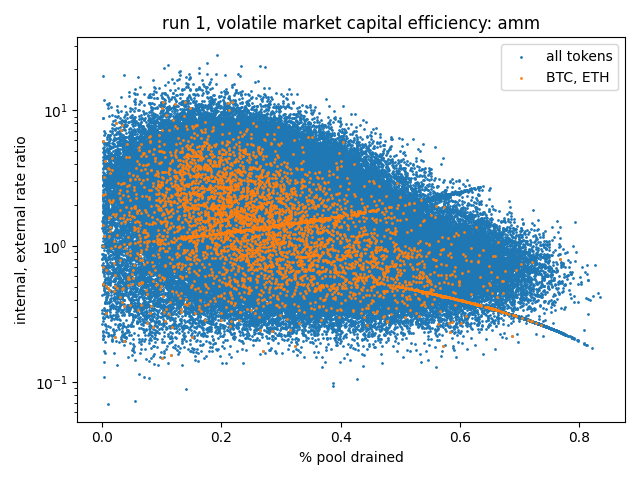 run 1, volatile market capital efficiency: amm
all tokens
BTC, ETH
10¹
10⁰
10⁻¹
internal, external rate ratio
0.0 0.2 0.4 0.6 0.8
% pool drained